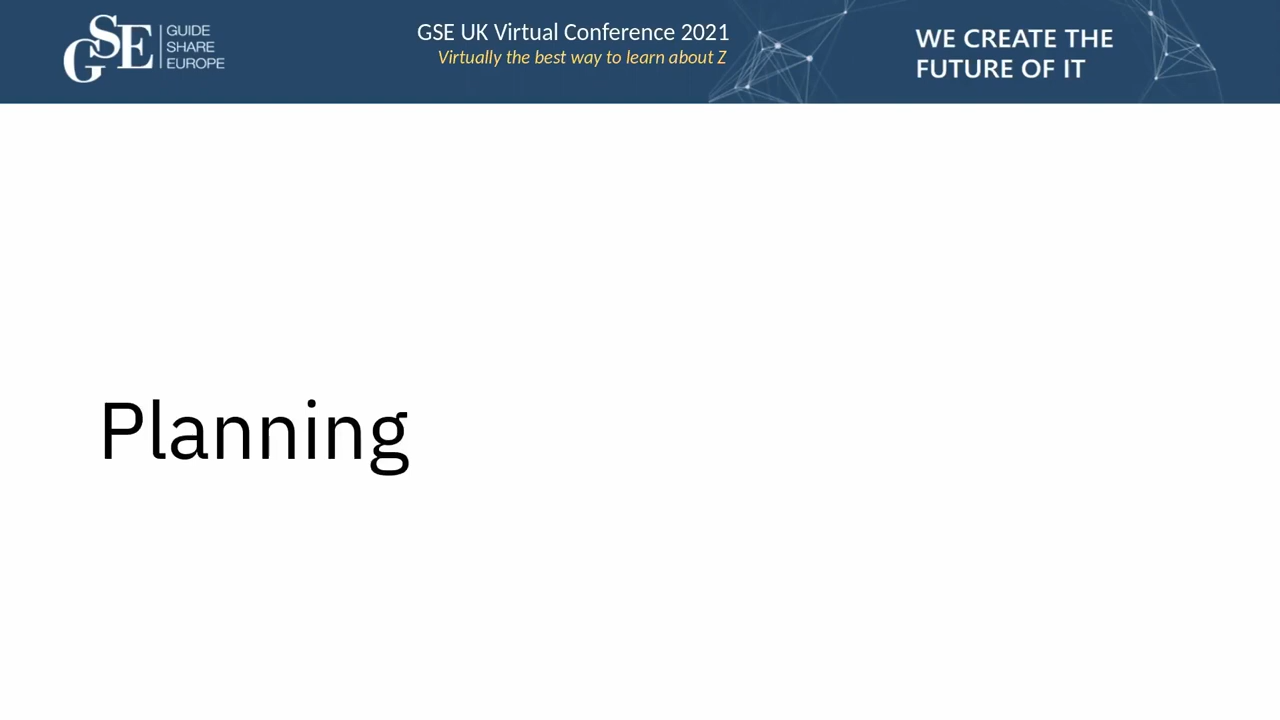 GSE
GUIDE
SHARE
EUROPE
GSE UK Virtual Conference 2021
Virtually the best way to learn about Z
WE CREATE THE
FUTURE OF IT
Planning